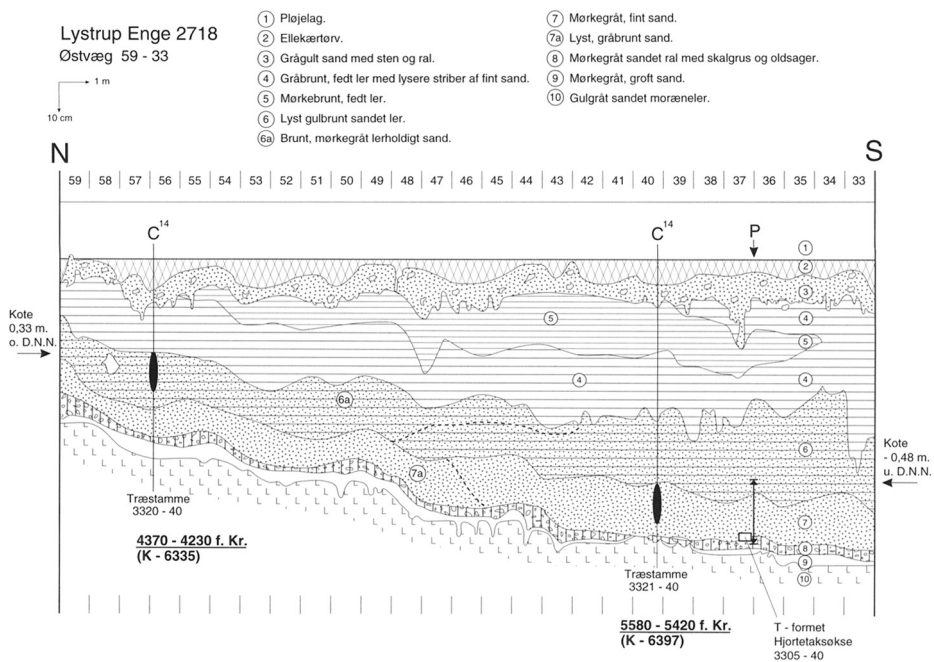 Lystrup Enge 2718
Østvæg 59 - 33
1 m
10 cm
1 Pløjelag.
2 Ellekærtørv.
3 Grågult sand med sten og ral.
4 Gråbrunt, fedt ler med lysere striber af fint sand.
5 Mørkebrunt, fedt ler.
6 Lyst gulbrunt sandet ler.
6a Brunt, mørkegråt lerholdigt sand.
7 Mørkegråt, fint sand.
7a Lyst, gråbrunt sand.
8 Mørkegråt sandet ral med skalgrus og oldsager.
9 Mørkegråt, groft sand.
10 Gulgråt sandet moræneler.
N S
59 58 57 56 55 54 53 52 51 50 49 48 47 46 45 44 43 42 41 40 39 38 37 36 35 34 33
C14 C14 P
1
2
3
4
5
5
4
4
6a
6
7a
7
8
9
10
Kote
0,33 m.
o. D.N.N.
Kote
- 0,48 m.
u. D.N.N.
Træstamme
3320 - 40
4370 - 4230 f. Kr.
(K - 6335)
Træstamme
3321 - 40
5580 - 5420 f. Kr.
(K - 6397)
T - formet
Hjortetaksøkse
3305 - 40